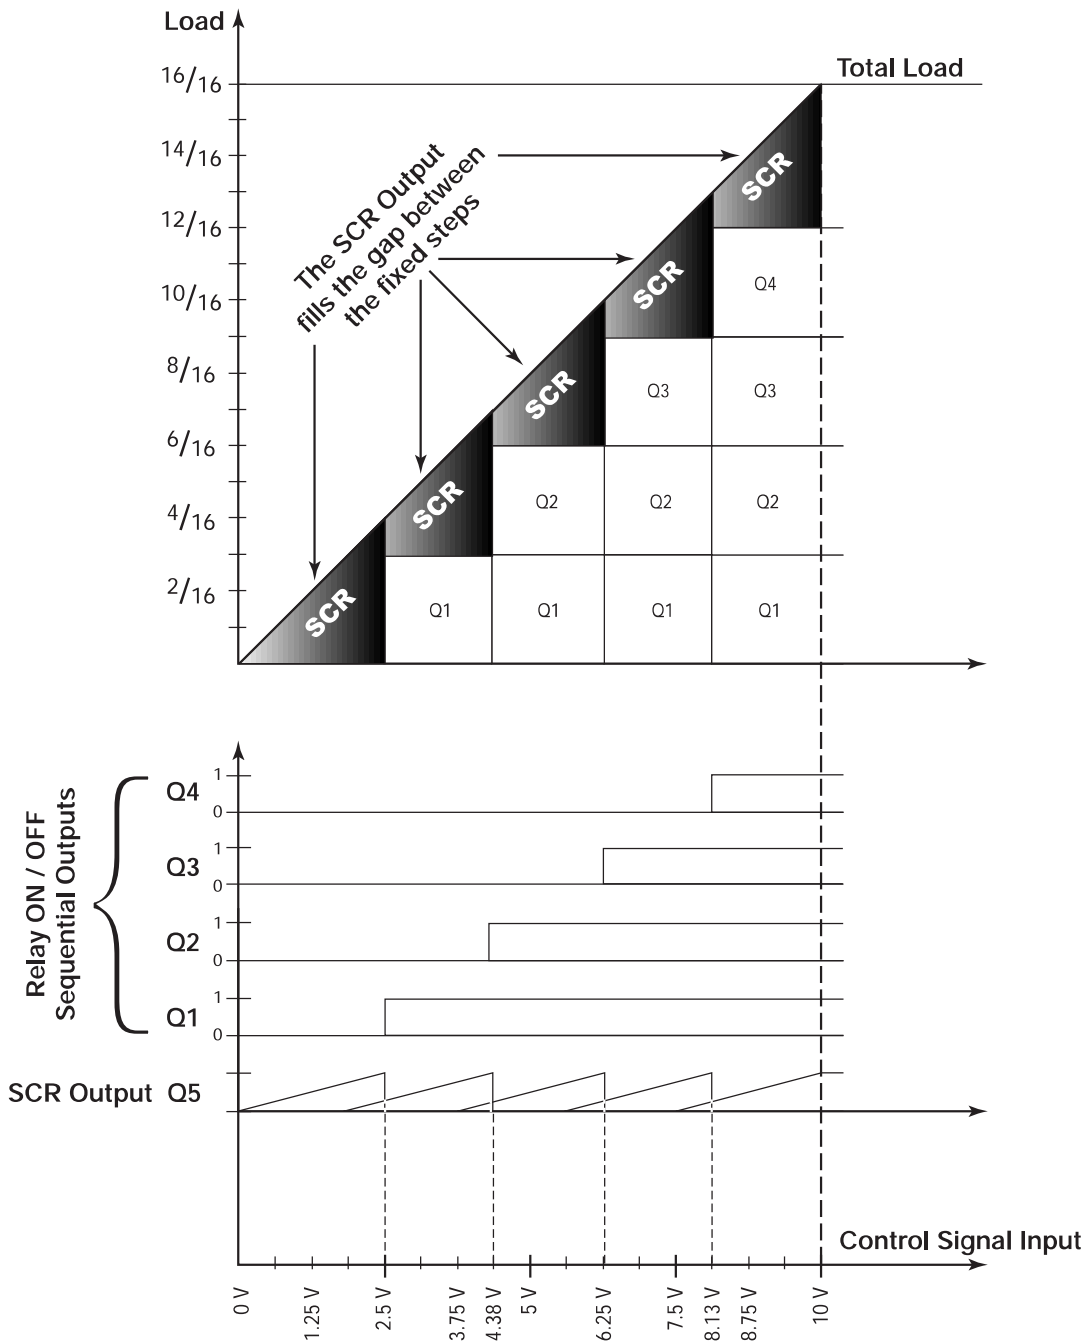 Load
16/16
Total Load
14/16
12/16
10/16
8/16
6/16
4/16
2/16
The SCR Output
fills the gap between
the fixed steps
SCR
SCR
Q4
SCR
Q3
Q3
SCR
Q2
Q2
Q2
SCR
Q1
Q1
Q1
Q1
Relay ON / OFF
Sequential Outputs
Q4
1
0
Q3
1
0
Q2
1
0
Q1
1
0
SCR Output Q5
Control Signal Input
0 V
1.25 V
2.5 V
3.75 V
4.38 V
5 V
6.25 V
7.5 V
8.13 V
8.75 V
10 V